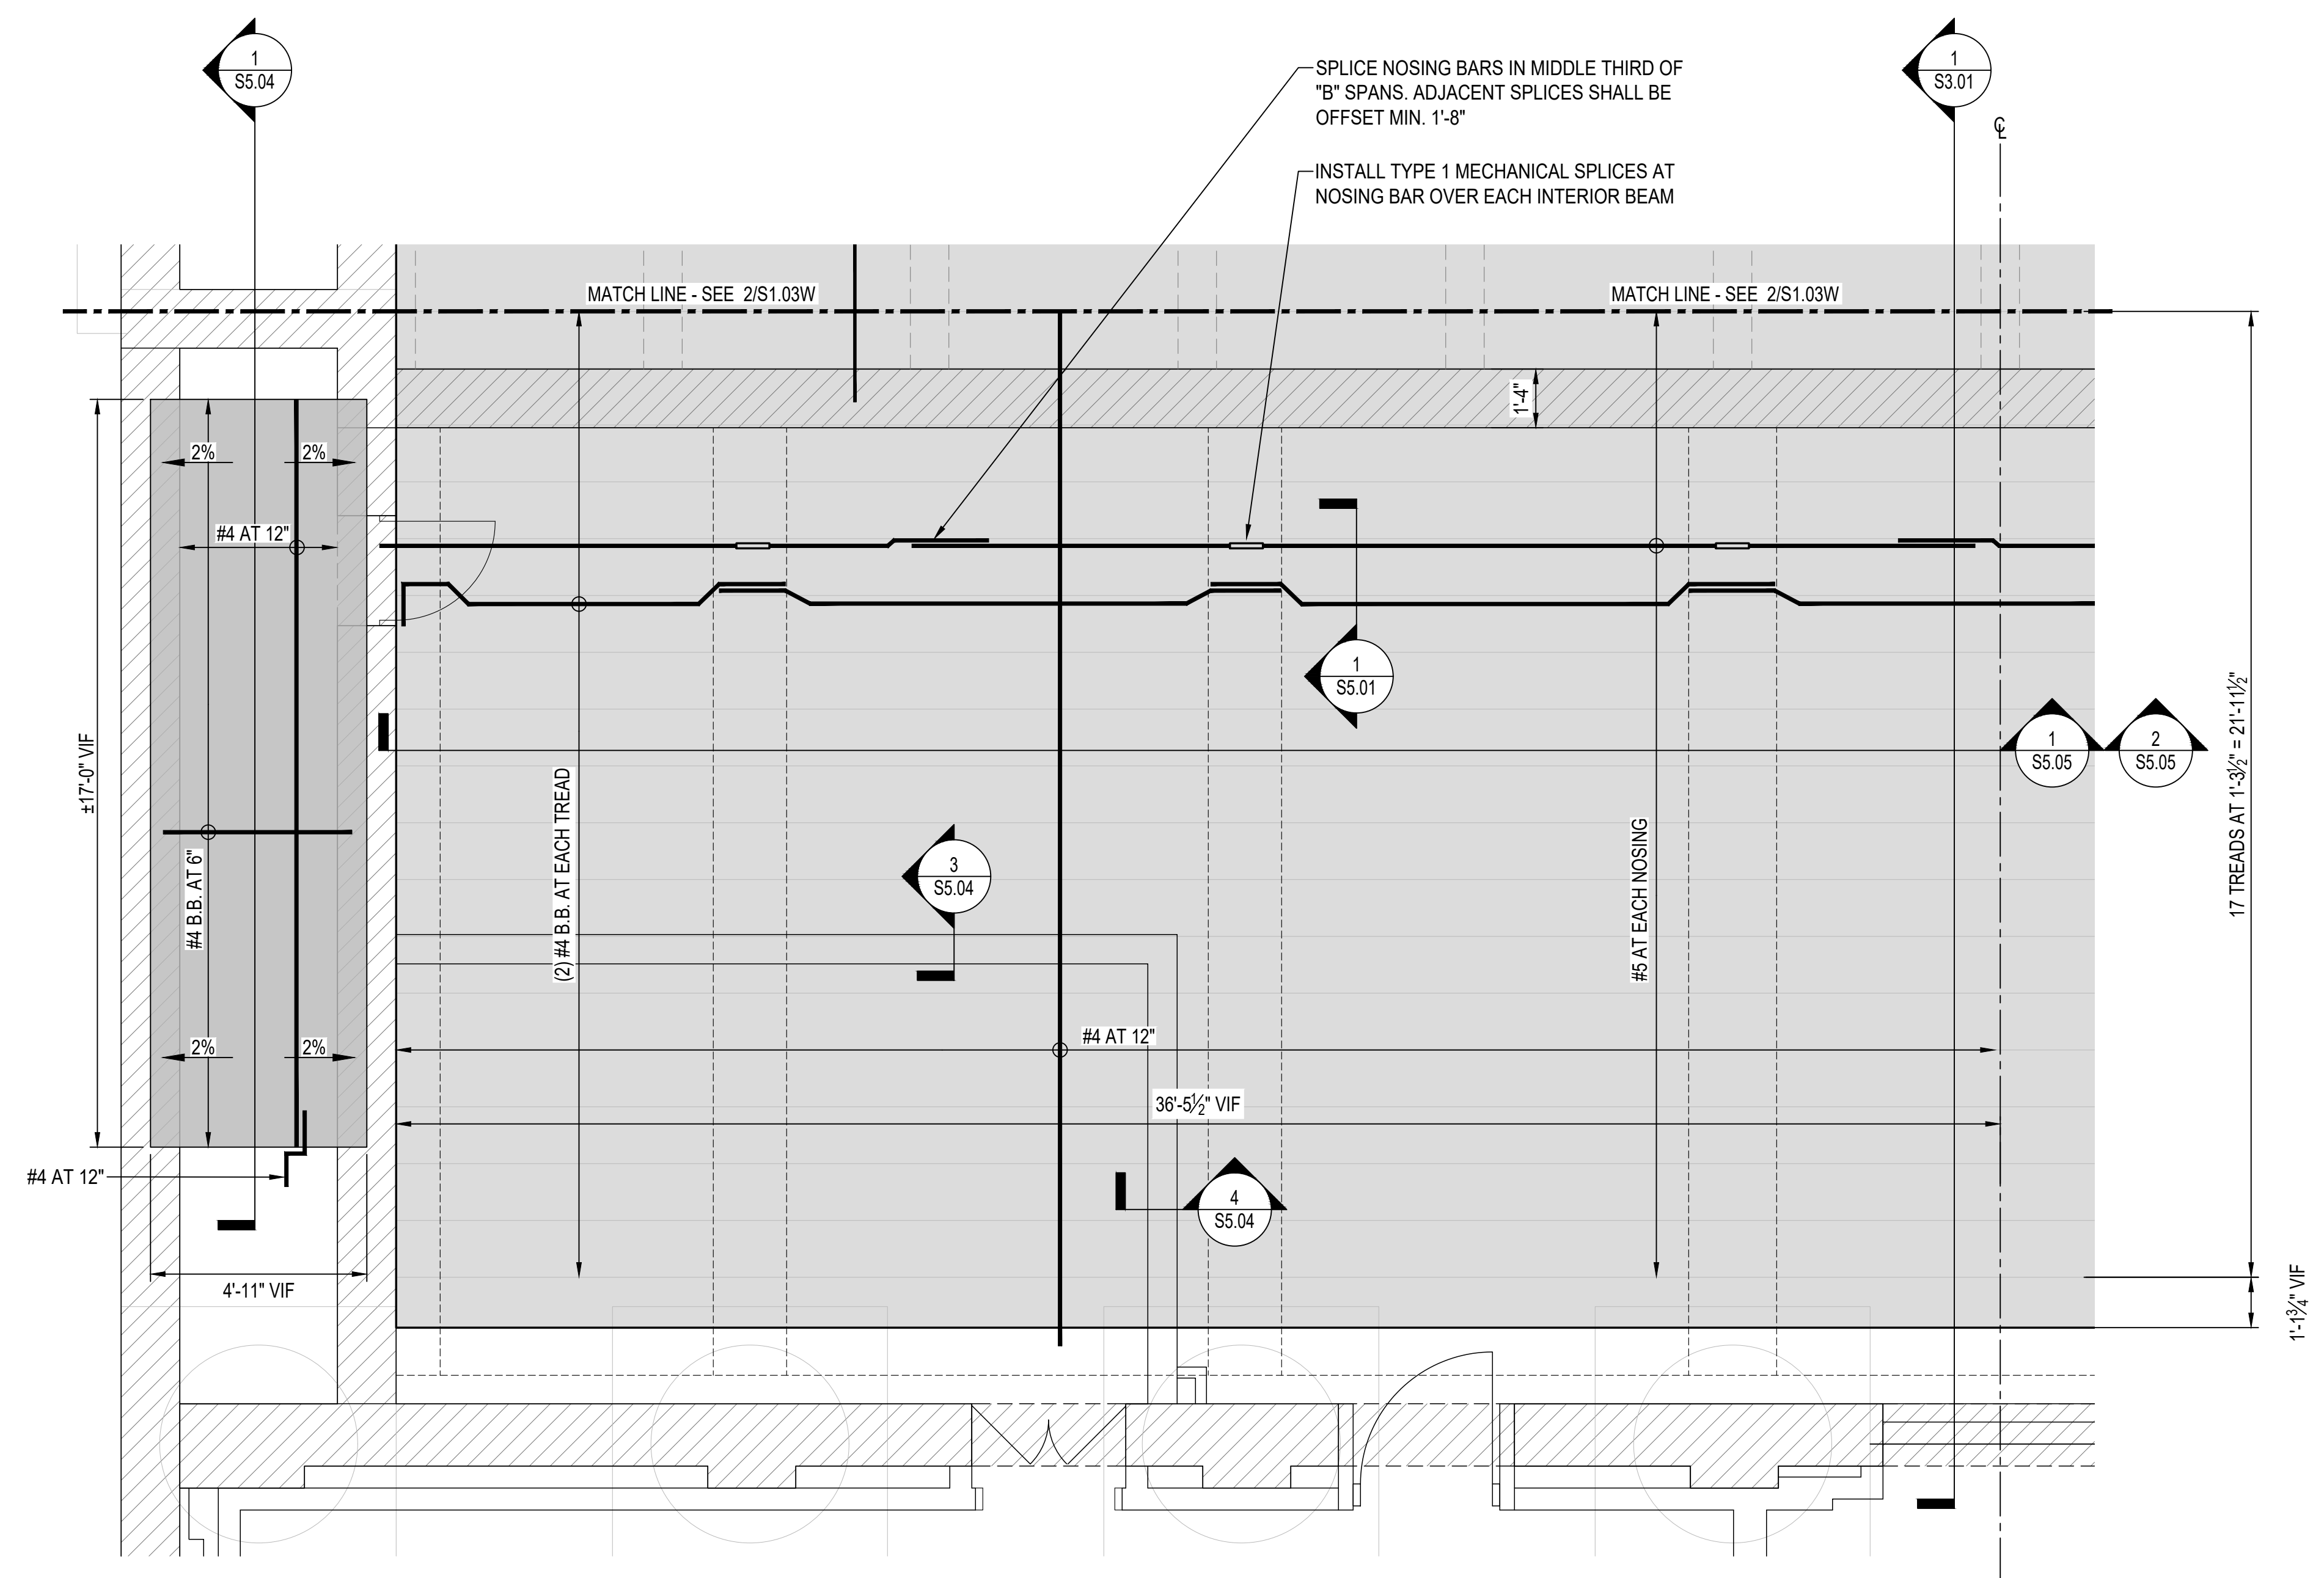 1
S5.04
1
S3.01
SPLICE NOSING BARS IN MIDDLE THIRD OF
"B" SPANS. ADJACENT SPLICES SHALL BE
OFFSET MIN. 1'-8"
℄
INSTALL TYPE 1 MECHANICAL SPLICES AT
NOSING BAR OVER EACH INTERIOR BEAM
MATCH LINE - SEE 2/S1.03W
MATCH LINE - SEE 2/S1.03W
1'-4"
2%
2%
#4 AT 12"
1
S5.01
±17'-0" VIF
(2) #4 B.B. AT EACH TREAD
1
S5.05
2
S5.05
17 TREADS AT 1'-3½" = 21'-1½"
#4 B.B. AT 6"
3
S5.04
#5 AT EACH NOSING
2%
2%
#4 AT 12"
36'-5½" VIF
#4 AT 12"
4
S5.04
4'-11" VIF
1'-1¾" VIF